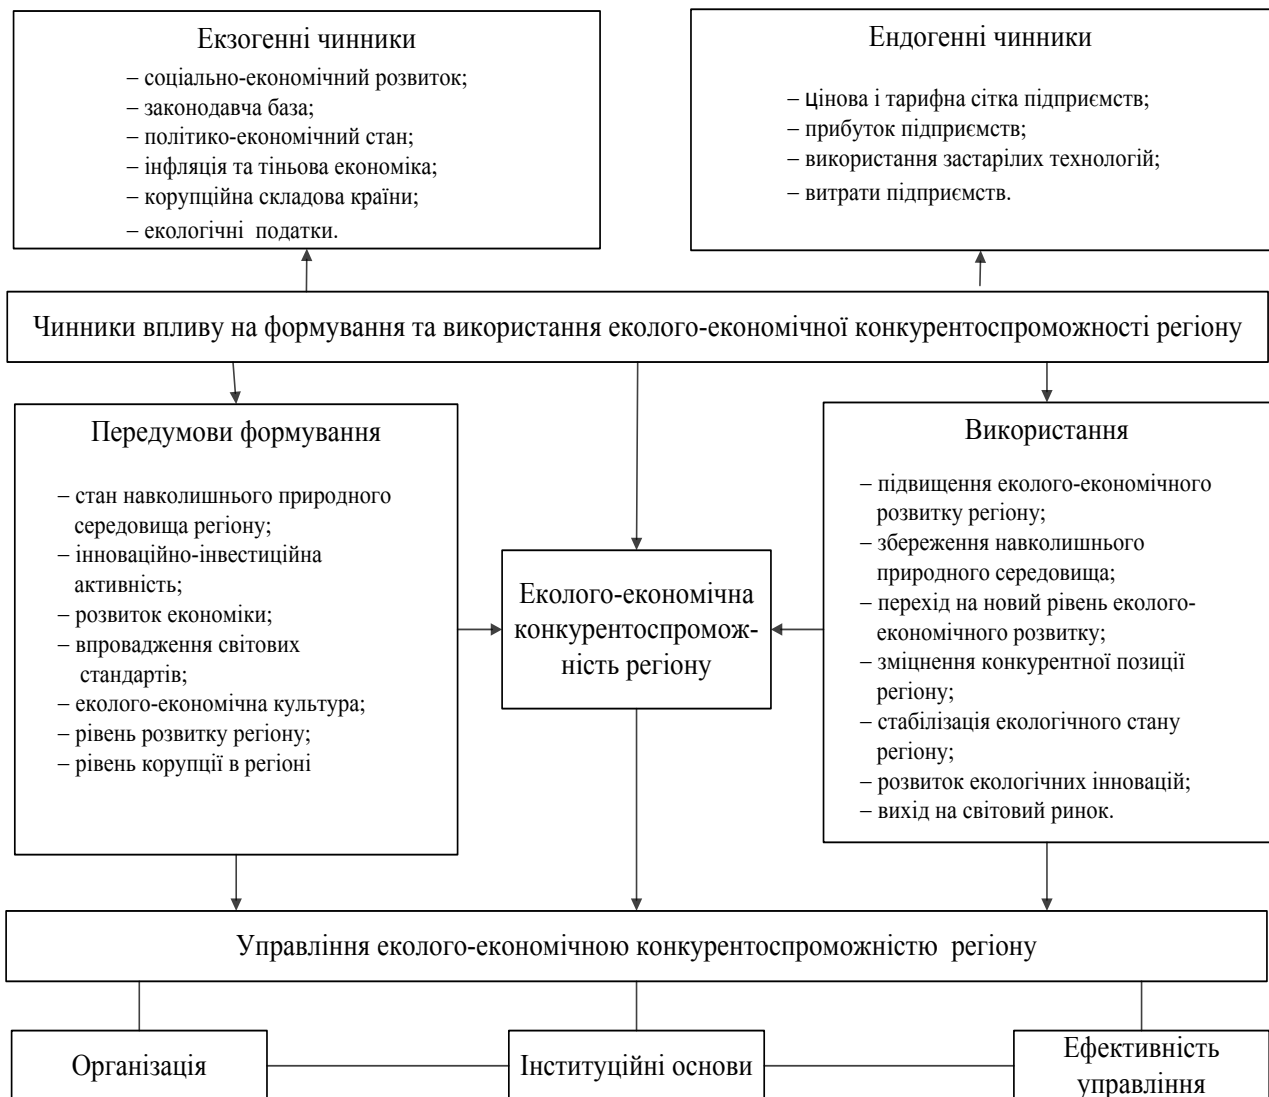 Екзогенні чинники
– соціально-економічний розвиток;
– законодавча база;
– політико-економічний стан;
– інфляція та тіньова економіка;
– корупційна складова країни;
– екологічні податки.
Ендогенні чинники
– цінова і тарифна сітка підприємств;
– прибуток підприємств;
– використання застарілих технологій;
– витрати підприємств.
Чинники впливу на формування та використання еколого-економічної конкурентоспроможності регіону
Передумови формування
– стан навколишнього природного
середовища регіону;
– інноваційно-інвестиційна
активність;
– розвиток економіки;
– впровадження світових
стандартів;
– еколого-економічна культура;
– рівень розвитку регіону;
– рівень корупції в регіоні
Еколого-економічна
конкурентоспромож-
ність регіону
Використання
– підвищення еколого-економічного
розвитку регіону;
– збереження навколишнього
природного середовища;
– перехід на новий рівень еколого-
економічного розвитку;
– зміцнення конкурентної позиції
регіону;
– стабілізація екологічного стану
регіону;
– розвиток екологічних інновацій;
– вихід на світовий ринок.
Управління еколого-економічною конкурентоспроможністю регіону
Організація
Інституційні основи
Ефективність
управління